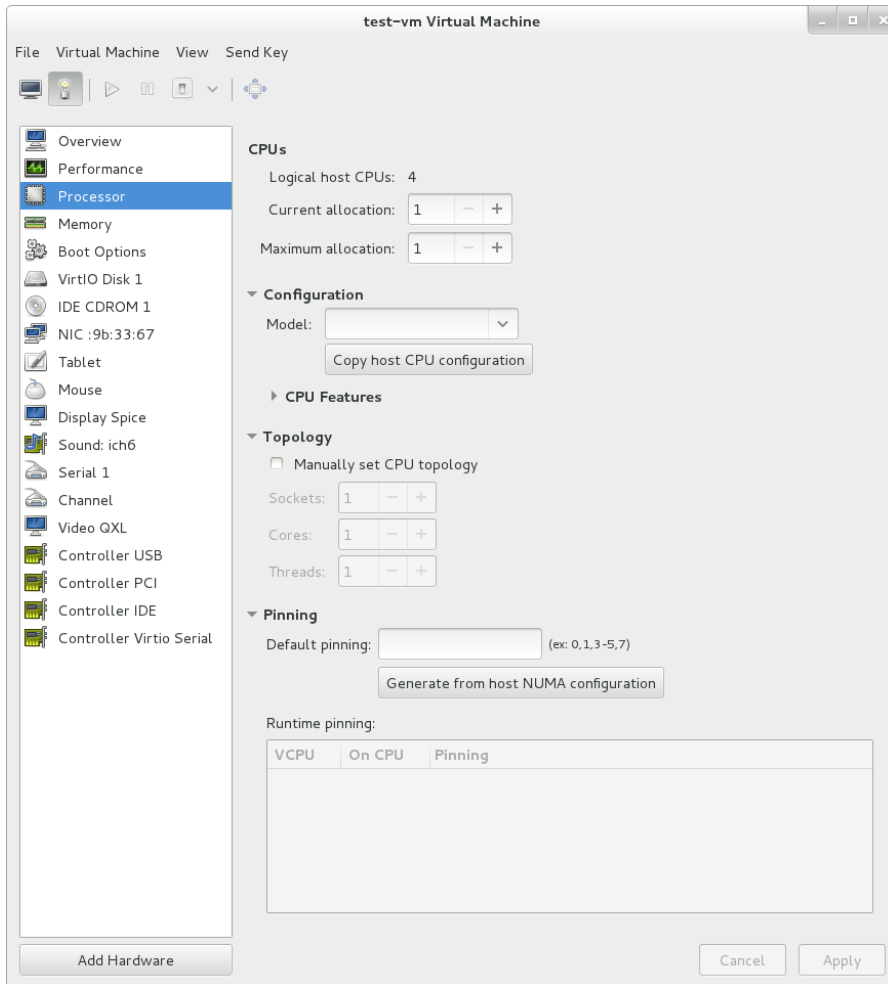 test-vm Virtual Machine
File Virtual Machine View Send Key
Overview
Performance
Processor
Memory
Boot Options
VirtIO Disk 1
IDE CDROM 1
NIC :9b:33:67
Tablet
Mouse
Display Spice
Sound: ich6
Serial 1
Channel
Video QXL
Controller USB
Controller PCI
Controller IDE
Controller Virtio Serial
Add Hardware
CPUs
Logical host CPUs: 4
Current allocation: 1 − +
Maximum allocation: 1 − +
Configuration
Model:
Copy host CPU configuration
CPU Features
Topology
Manually set CPU topology
Sockets: 1 − +
Cores: 1 − +
Threads: 1 − +
Pinning
Default pinning: (ex: 0,1,3-5,7)
Generate from host NUMA configuration
Runtime pinning:
VCPU On CPU Pinning
Cancel Apply